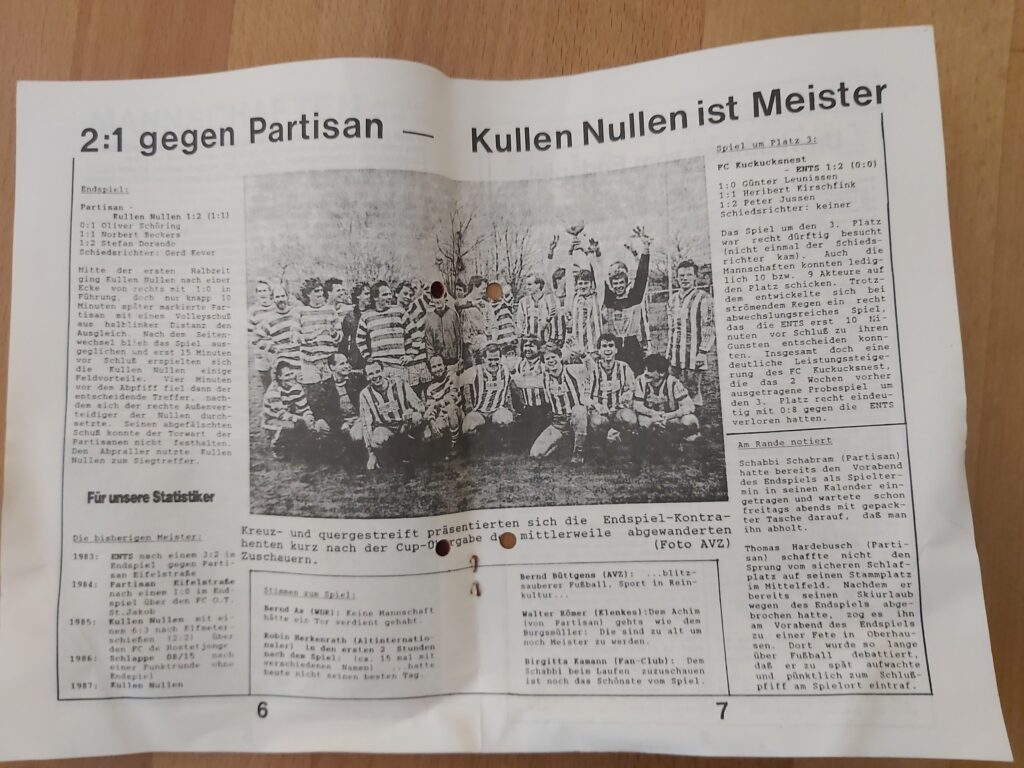 2:1 gegen Partisan — Kullen Nullen ist Meister
Endspiel:
Partisan -
Kullen Nullen 1:2 (1:1)
0:1 Oliver Schöring
1:1 Norbert Beckers
1:2 Stefan Dorando
Schiedsrichter: Gerd Kever
Mitte der ersten Halbzeit
ging Kullen Nullen nach einer
Ecke von rechts mit 1:0 in
Führung, doch nur knapp 10
Minuten später markierte Par-
tisan mit einem Volleyschuß
aus halblinker Distanz den
Ausgleich. Nach dem Seiten-
wechsel blieb das Spiel aus-
geglichen und erst 15 Minuten
vor Schluß erspielten sich
die Kullen Nullen einige
Feldvorteile. Vier Minuten
vor dem Abpfiff fiel dann der
entscheidende Treffer, nach-
dem sich der rechte Außenver-
teidiger der Nullen durch-
setzte. Seinen abgefälschten
Schuß konnte der Torwart der
Partisanen nicht festhalten.
Den Abpraller nutzte Kullen
Nullen zum Siegtreffer.
Für unsere Statistiker
Die bisherigen Meister:
1983: ENTS nach einem 3:2 im
Endspiel gegen Parti-
san Eifelstraße
1984: Partisan Eifelstraße
nach einem 1:0 im End-
spiel über den FC O.T.
St.Jakob
1985: Kullen Nullen mit ei-
nem 6:3 nach Elfmeter-
schießen (2:2) über
den FC de Hostetjonge
1986: Schlappe 08/15 nach
einer Punktrunde ohne
Endspiel
1987: Kullen Nullen
Kreuz- und quergestreift präsentierten sich die Endspiel-Kontra-
henten kurz nach der Cup-Übergabe den mittlerweile abgewanderten
Zuschauern. (Foto AVZ)
Stimmen zum Spiel:
Bernd Ax (WDR): Keine Mannschaft
hätte ein Tor verdient gehabt.
Robin Berkenrath (Altinternatio-
naler) in den ersten 2 Stunden
nach dem Spiel: (ca. 15 mal mit
verschiedenen Namen) ...hatte
heute nicht seinen besten Tag.
6
Bernd Büttgens (AVZ): ...blitz-
sauberer Fußball, Sport in Rein-
kultur...
Walter Römer (Klenkes):Dem Achim
(von Partisan) gehts wie dem
Burgsmüller: Die sind zu alt um
noch Meister zu werden.
Birgitta Kamann (Fan-Club): Dem
Schabbi beim Laufen zuzuschauen
ist noch das Schönste vom Spiel.
Spiel um Platz 3:
FC Kuckucksnest
- ENTS 1:2 (0:0)
1:0 Günter Leunissen
1:1 Heribert Kirschfink
1:2 Peter Jussen
Schiedsrichter: keiner
Das Spiel um den 3. Platz
war recht dürftig besucht
(nicht einmal der Schieds-
richter kam). Auch die
Mannschaften konnten ledig-
lich 10 bzw. 9 Akteure auf
den Platz schicken. Trotz-
dem entwickelte sich bei
strömendem Regen ein recht
abwechslungsreiches Spiel,
das die ENTS erst 10 Mi-
nuten vor Schluß zu ihren
Gunsten entscheiden konn-
ten. Insgesamt doch eine
deutliche Leistungssteige-
rung des FC Kuckucksnest,
die das 2 Wochen vorher
ausgetragene Probespiel um
den 3. Platz recht eindeu-
tig mit 0:8 gegen die ENTS
verloren hatten.
Am Rande notiert
Schabbi Schabram (Partisan)
hatte bereits den Vorabend
des Endspiels als Spielter-
min in seinen Kalender ein-
getragen und wartete schon
freitags abends mit gepack-
ter Tasche darauf, daß man
ihn abholt.
Thomas Hardebusch (Parti-
san) schaffte nicht den
Sprung vom sicheren Schlaf-
platz auf seinen Stammplatz
im Mittelfeld. Nachdem er
bereits seinen Skiurlaub
wegen des Endspiels abge-
brochen hatte, zog es ihn
am Vorabend des Endspiels
zu einer Fete in Oberhau-
sen. Dort wurde so lange
über Fußball debattiert,
daß er zu spät aufwachte
und pünktlich zum Schluß-
pfiff am Spielort eintraf.
7